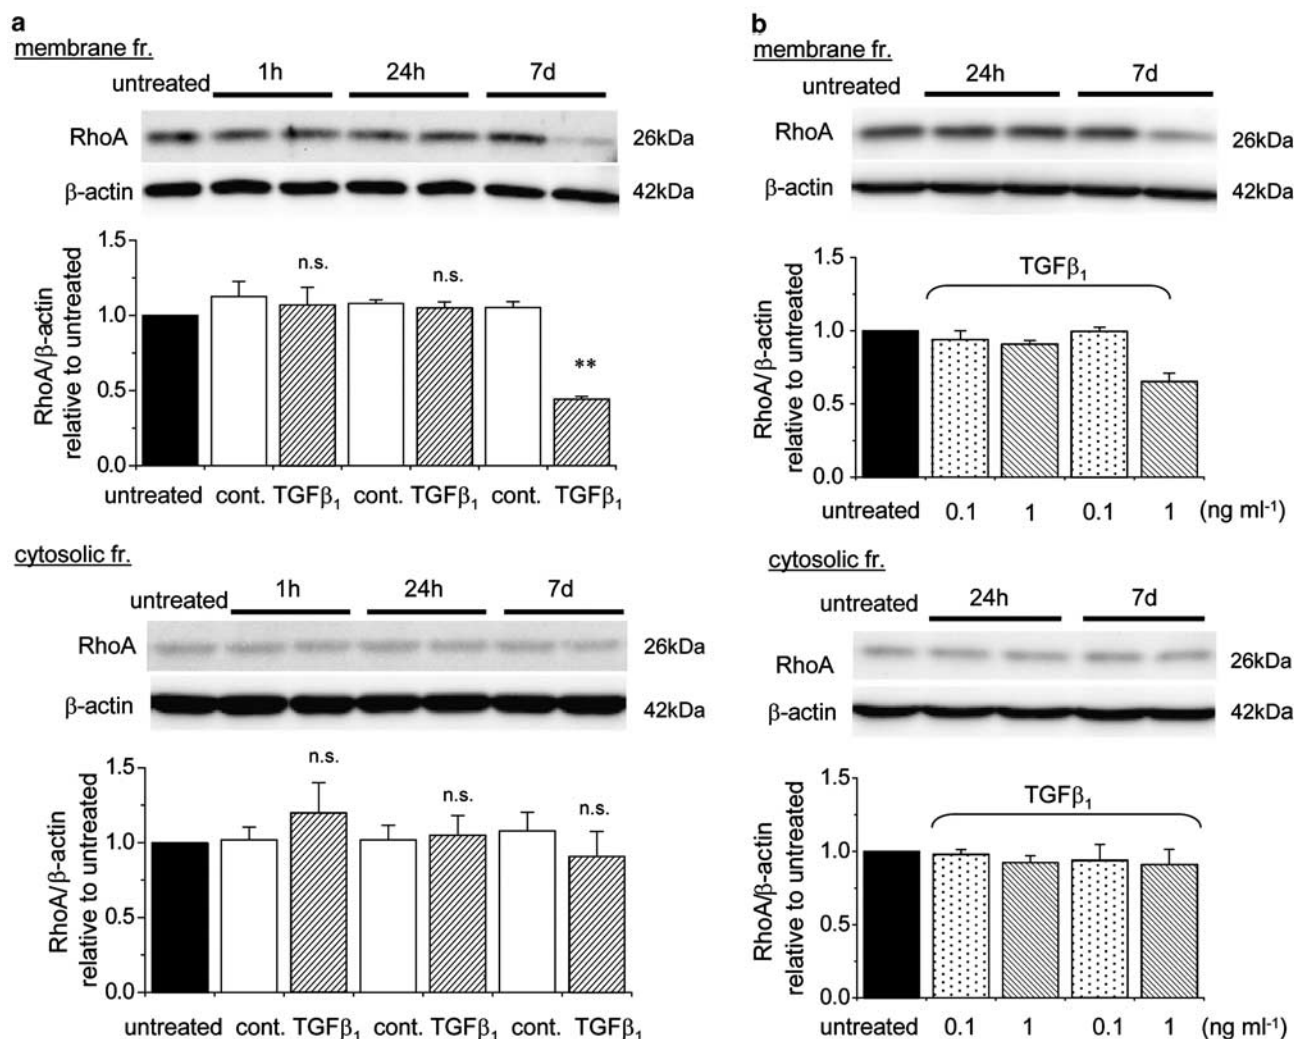 a
membrane fr.
untreated 1h 24h 7d
RhoA 26kDa
β-actin 42kDa
RhoA/β-actin
relative to untreated
1.5
1.0
0.5
0.0
n.s. n.s. **
untreated cont. TGFβ₁ cont. TGFβ₁ cont. TGFβ₁
cytosolic fr.
untreated 1h 24h 7d
RhoA 26kDa
β-actin 42kDa
RhoA/β-actin
relative to untreated
1.5
1.0
0.5
0.0
n.s. n.s. n.s.
untreated cont. TGFβ₁ cont. TGFβ₁ cont. TGFβ₁
b
membrane fr.
untreated 24h 7d
RhoA 26kDa
β-actin 42kDa
RhoA/β-actin
relative to untreated
1.5
1.0
0.5
0.0
TGFβ₁
untreated 0.1 1 0.1 1 (ng ml⁻¹)
cytosolic fr.
untreated 24h 7d
RhoA 26kDa
β-actin 42kDa
RhoA/β-actin
relative to untreated
1.5
1.0
0.5
0.0
TGFβ₁
untreated 0.1 1 0.1 1 (ng ml⁻¹)